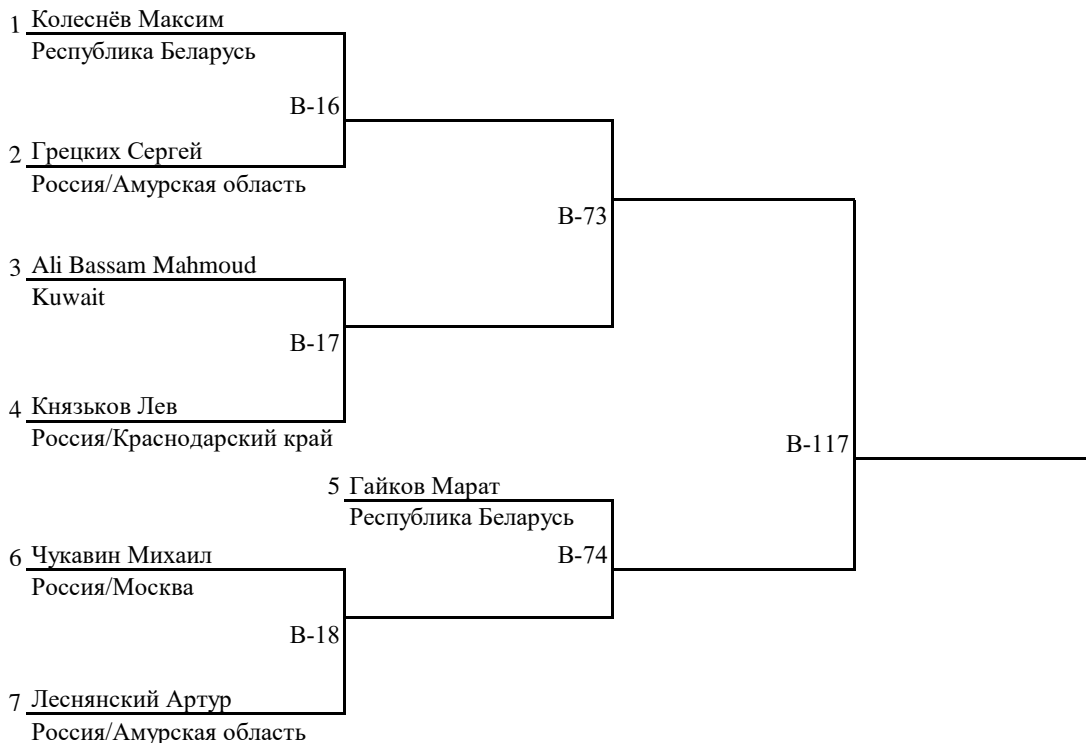 1 Колеснёв Максим
Республика Беларусь
B-16
2 Грецких Сергей
Россия/Амурская область
B-73
3 Ali Bassam Mahmoud
Kuwait
B-17
4 Князьков Лев
Россия/Краснодарский край
B-117
5 Гайков Марат
Республика Беларусь
6 Чукавин Михаил
B-74
Россия/Москва
B-18
7 Леснянский Артур
Россия/Амурская область